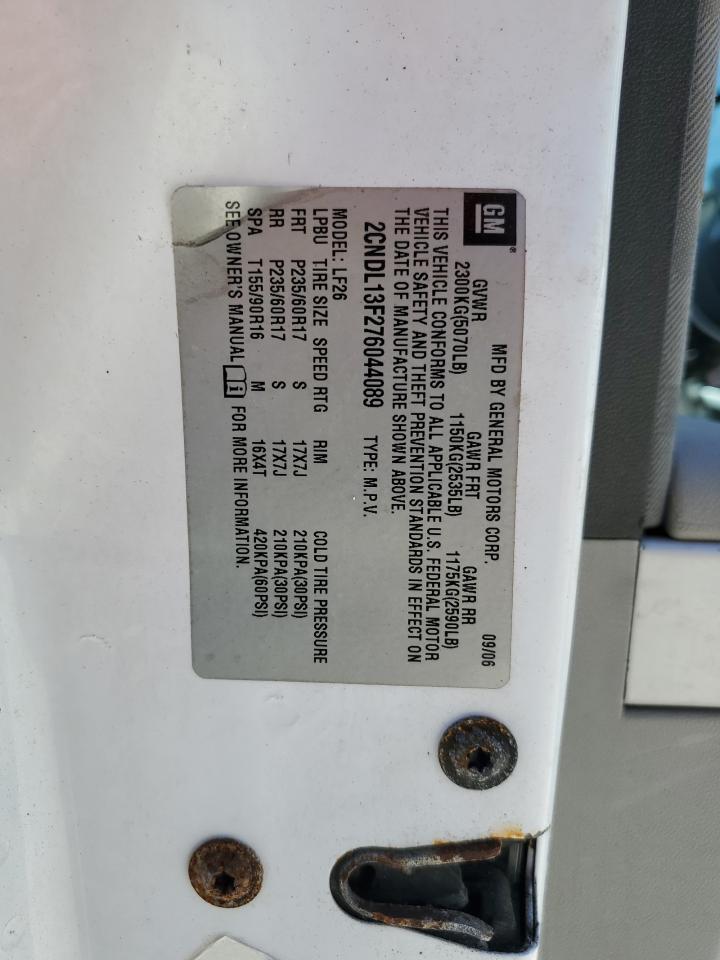 GM®
MFD BY GENERAL MOTORS CORP. 09/06
GVWR GAWR FRT GAWR RR
2300KG(5070LB) 1150KG(2535LB) 1175KG(2590LB)
THIS VEHICLE CONFORMS TO ALL APPLICABLE U.S. FEDERAL MOTOR
VEHICLE SAFETY AND THEFT PREVENTION STANDARDS IN EFFECT ON
THE DATE OF MANUFACTURE SHOWN ABOVE.
2CNDL13F276044089 TYPE: M.P.V.
MODEL: LF26
LPBU TIRE SIZE SPEED RTG RIM COLD TIRE PRESSURE
FRT P235/60R17 S 17X7J 210KPA(30PSI)
RR P235/60R17 S 17X7J 210KPA(30PSI)
SPA T155/90R16 M 16X4T 420KPA(60PSI)
SEE OWNER'S MANUAL FOR MORE INFORMATION.